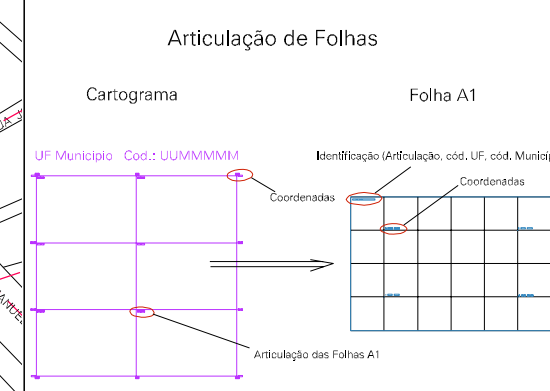 Articulação de Folhas
Cartograma
Folha A1
UF Municipio Cod.: UUMMMMM
Identificação (Articulação, cód. UF, cód. Municíp
Coordenadas
Coordenadas
Articulação das Folhas A1